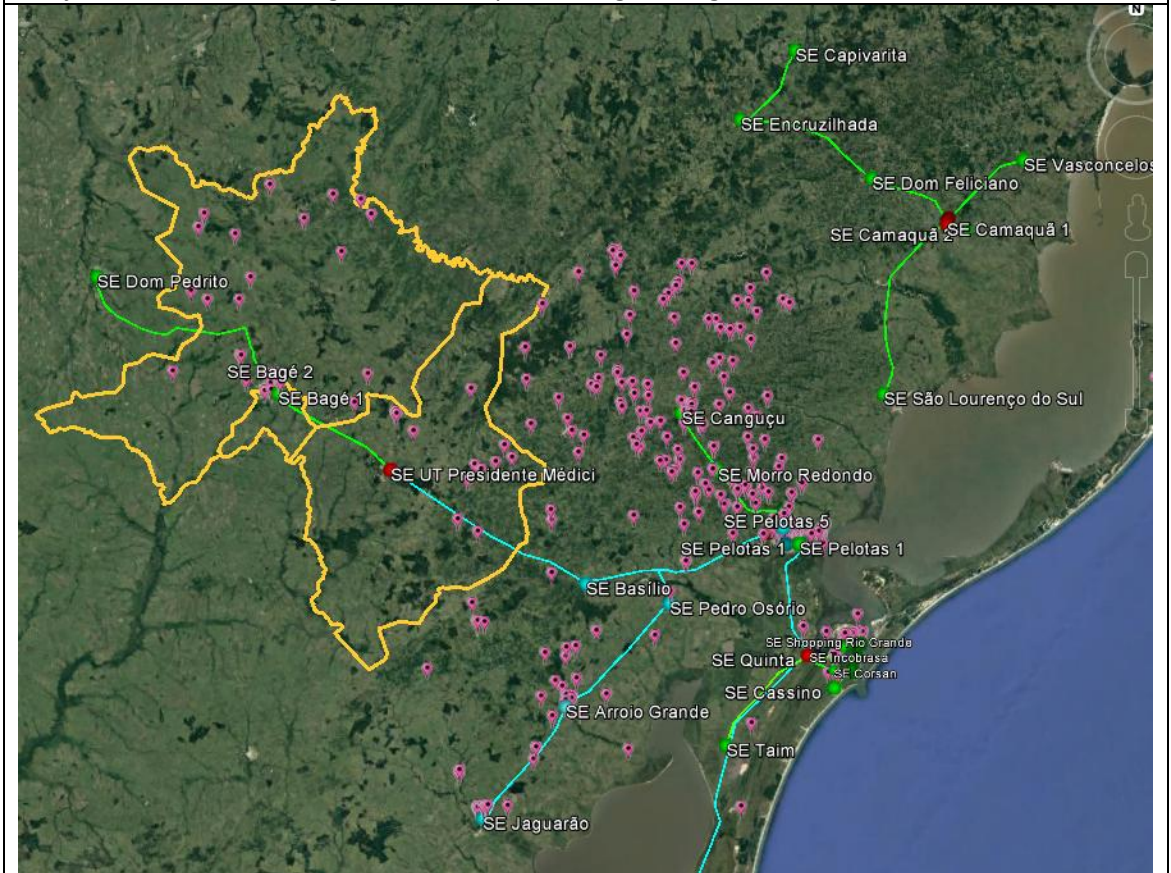 N
SE Capivarita
SE Encruzilhada
SE Vasconcelos
SE Dom Feliciano
SE Camaquã 2
SE Camaquã 1
SE Dom Pedrito
SE Bagé 2
SE Bagé 1
SE São Lourenço do Sul
SE Canguçu
SE UT Presidente Médici
SE Morro Redondo
SE Pelotas 5
SE Pelotas 1
SE Pelotas 1
SE Basílio
SE Pedro Osório
SE Shopping Rio Grande
SE Quinta
SE Incobrasa
SE Corsan
SE Cassino
SE Arroio Grande
SE Taim
SE Jaguarão